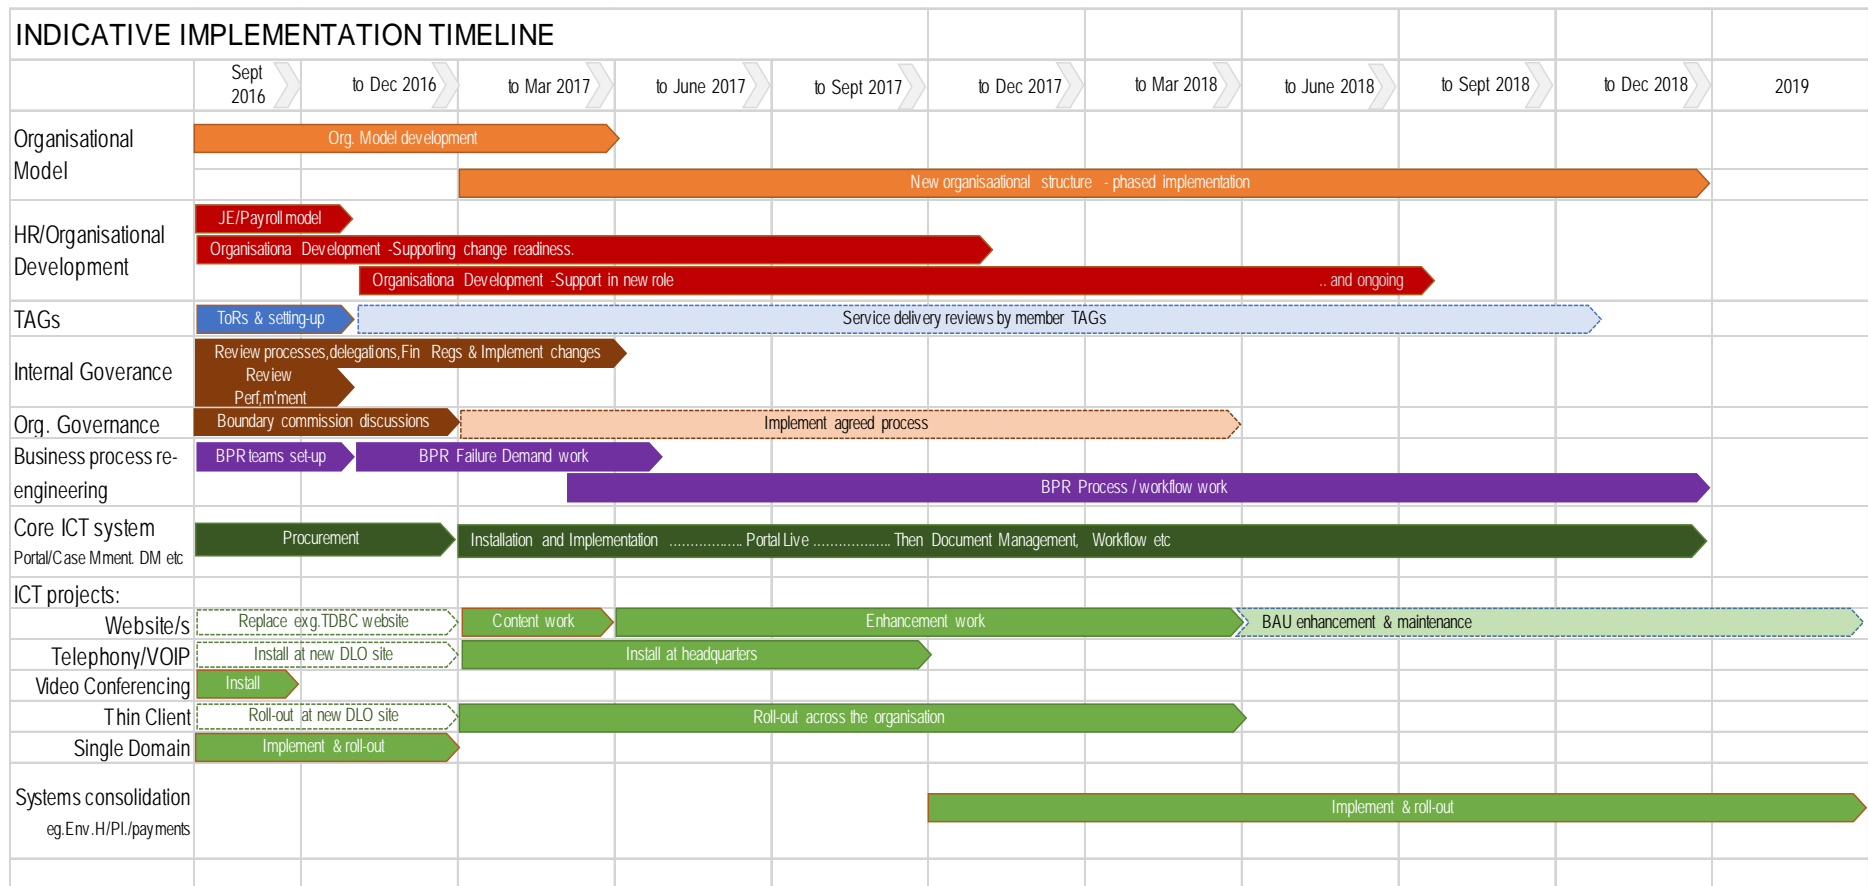 INDICATIVE IMPLEMENTATION TIMELINE
Sept
2016
to Dec 2016
to Mar 2017
to June 2017
to Sept 2017
to Dec 2017
to Mar 2018
to June 2018
to Sept 2018
to Dec 2018
2019
Organisational
Model
Org. Model development
New organisaational structure - phased implementation
HR/Organisational
Development
JE/Payroll model
Organisationa Development -Supporting change readiness.
Organisationa Development -Support in new role
.. and ongoing
TAGs
ToRs & setting-up
Service delivery reviews by member TAGs
Internal Goverance
Review processes,delegations,Fin Regs & Implement changes
Review
Perf,m'ment
Org. Governance
Boundary commission discussions
Implement agreed process
Business process re-
engineering
BPR teams set-up
BPR Failure Demand work
BPR Process / workflow work
Core ICT system
Portal/Case Mment. DM etc
Procurement
Installation and Implementation ................. Portal Live .................. Then Document Management, Workflow etc
ICT projects:
Website/s
Replace exg.TDBC website
Content work
Enhancement work
BAU enhancement & maintenance
Telephony/VOIP
Install at new DLO site
Install at headquarters
Video Conferencing
Install
Thin Client
Roll-out at new DLO site
Roll-out across the organisation
Single Domain
Implement & roll-out
Systems consolidation
eg.Env.H/Pl./payments
Implement & roll-out